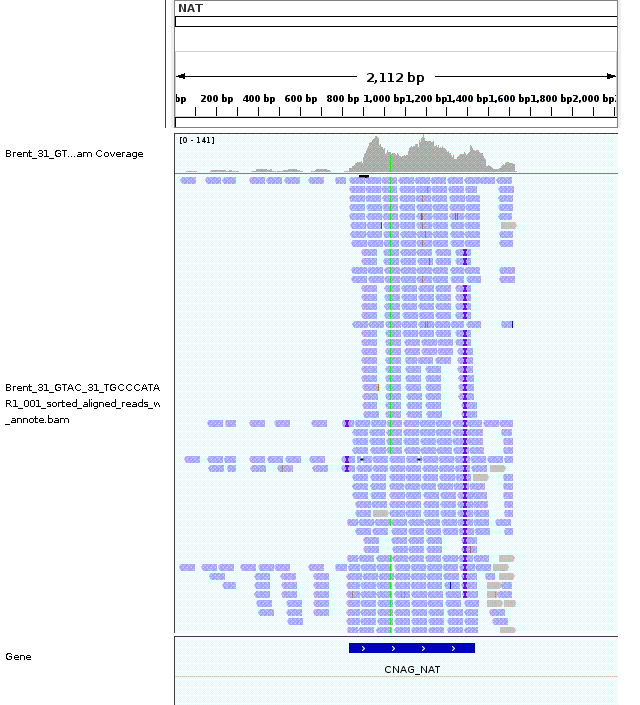 NAT
2,112 bp
bp 200 bp 400 bp 600 bp 800 bp 1,000 bp 1,200 bp 1,400 bp 1,600 bp 1,800 bp 2,000 bp
[0 - 141]
Brent_31_GT...am Coverage
Brent_31_GTAC_31_TGCCCATA
R1_001_sorted_aligned_reads_w
_annote.bam
Gene
CNAG_NAT